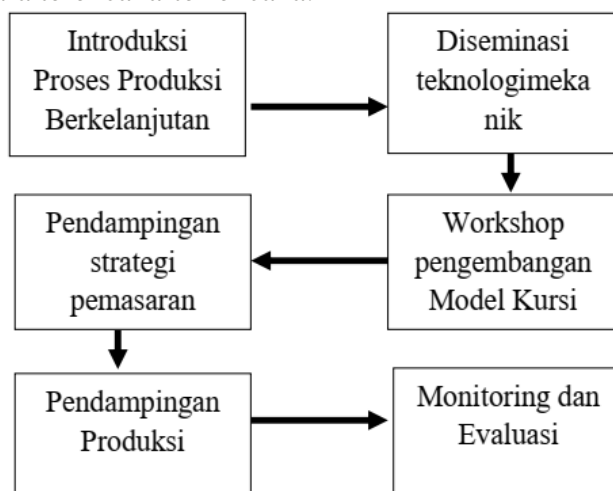 Introduksi
Proses Produksi
Berkelanjutan
Diseminasi
teknologimeka
nik
Workshop
pengembangan
Model Kursi
Pendampingan
strategi
pemasaran
Pendampingan
Produksi
Monitoring dan
Evaluasi